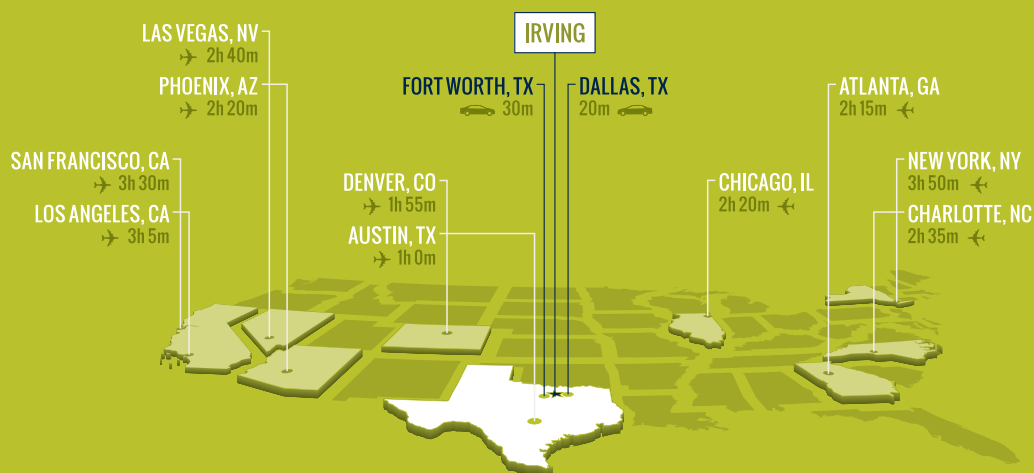 IRVING
LAS VEGAS, NV
2h 40m
PHOENIX, AZ
2h 20m
FORT WORTH, TX
30m
DALLAS, TX
20m
ATLANTA, GA
2h 15m
SAN FRANCISCO, CA
3h 30m
LOS ANGELES, CA
3h 5m
DENVER, CO
1h 55m
AUSTIN, TX
1h 0m
CHICAGO, IL
2h 20m
NEW YORK, NY
3h 50m
CHARLOTTE, NC
2h 35m